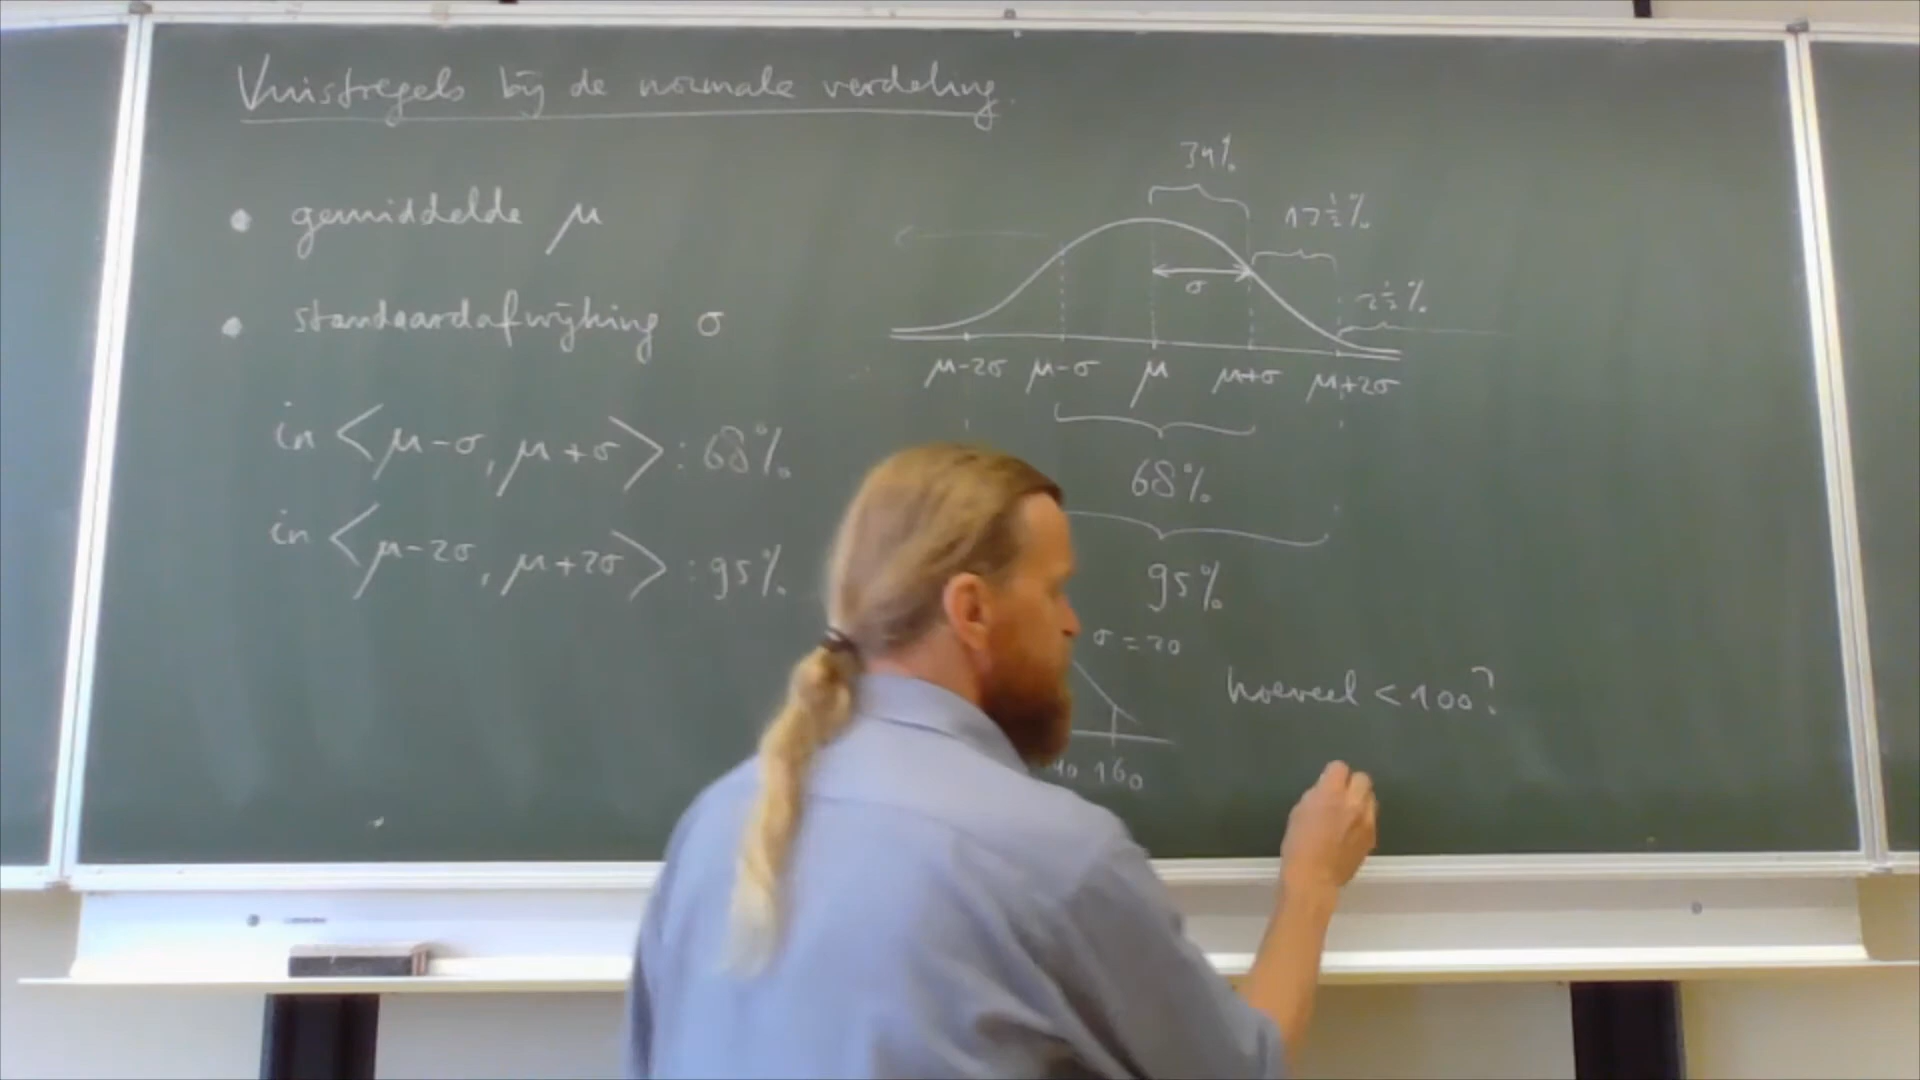 Vuistregels bij de normale verdeling.
• gemiddelde μ
• standaardafwijking σ
in <μ-σ, μ+σ> : 68%
in <μ-2σ, μ+2σ> : 95%
34%
13½%
2½%
σ
μ-2σ μ-σ μ μ+σ μ+2σ
68%
95%
σ = 20
160
hoeveel < 100?